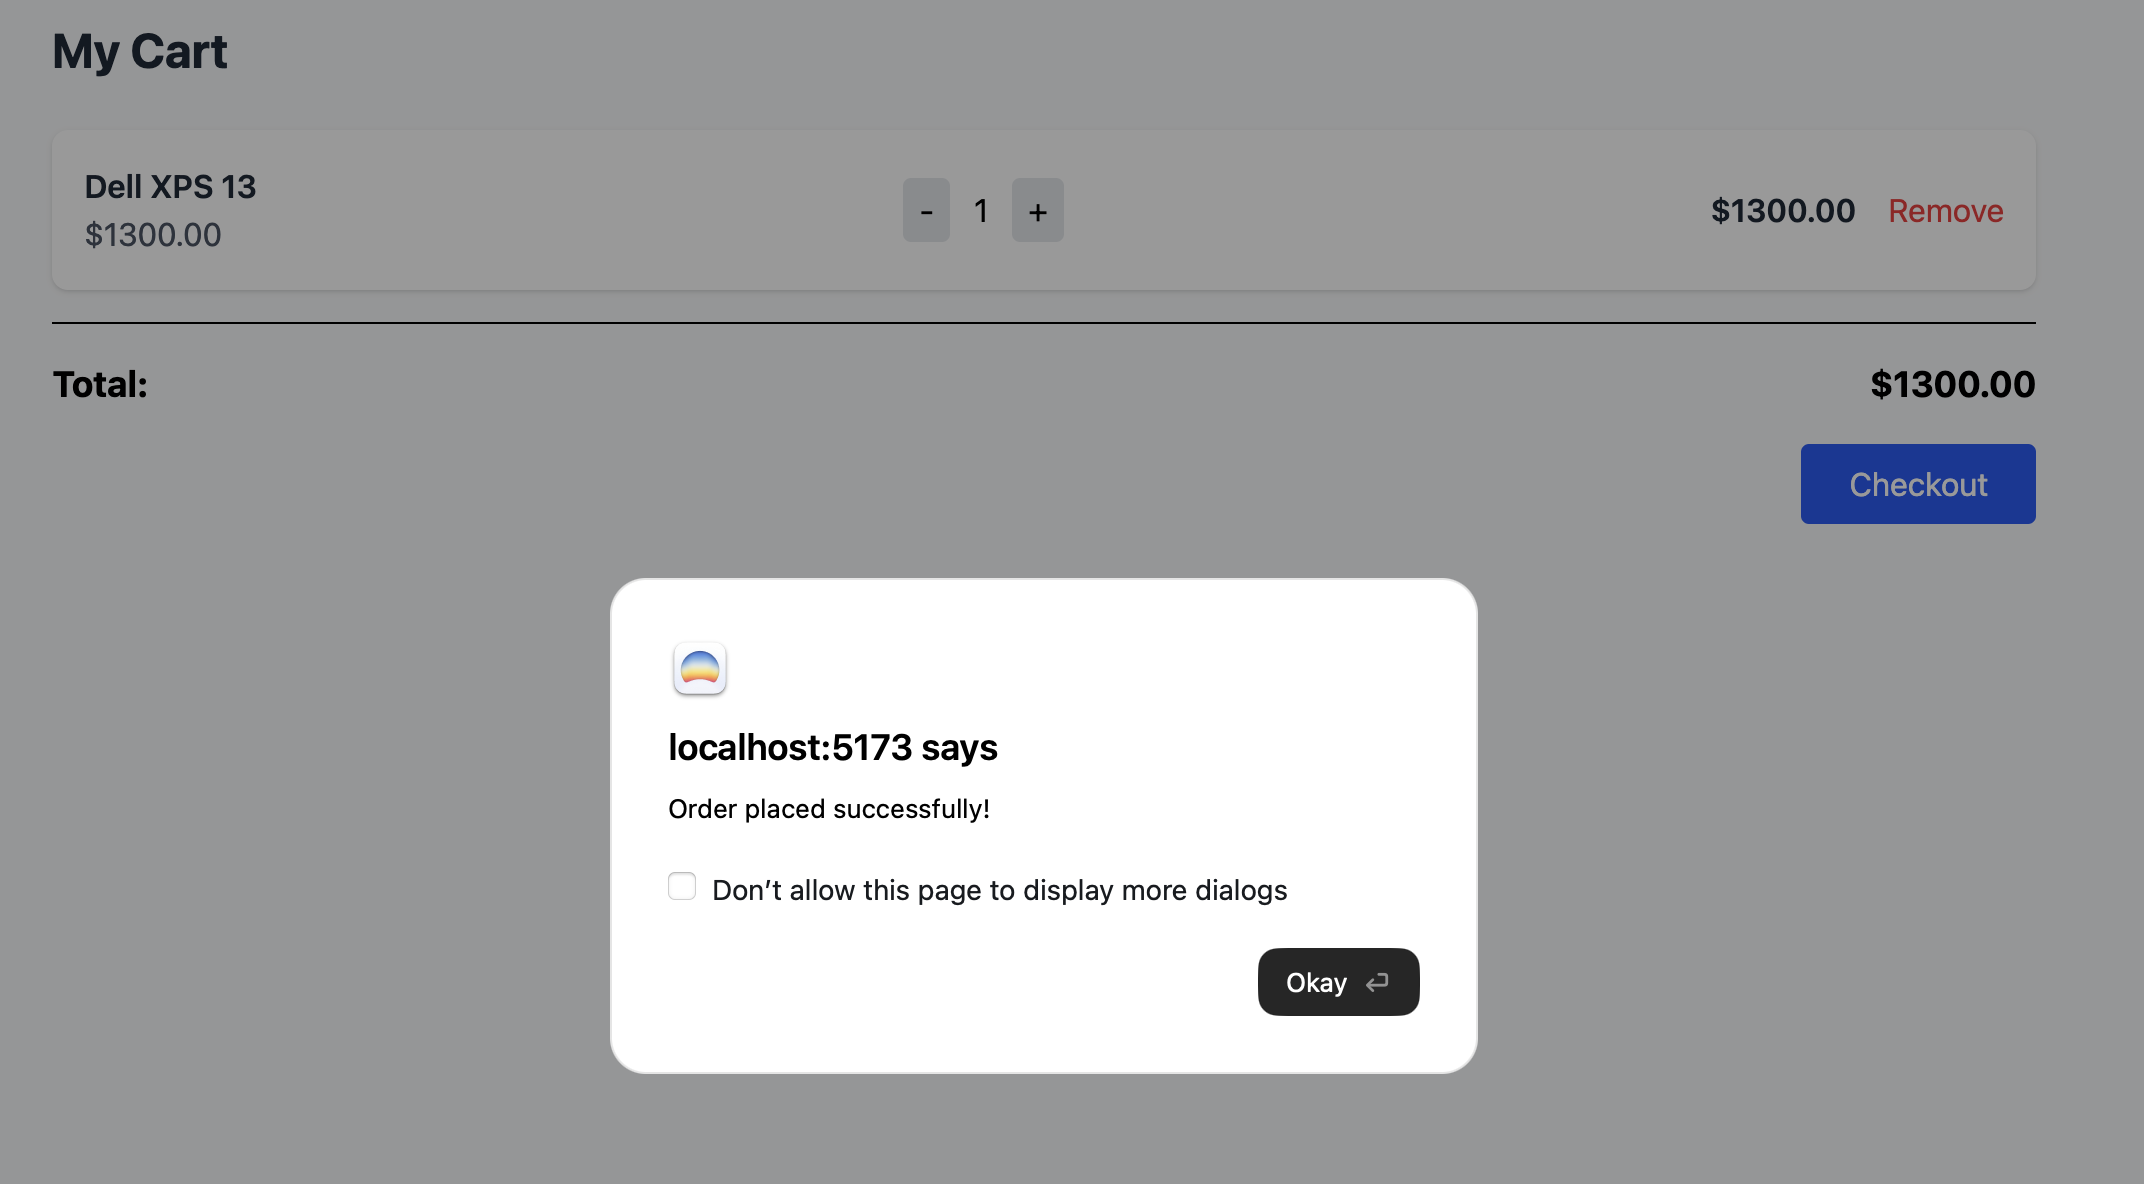 My Cart
Dell XPS 13
$1300.00
- 1 +
$1300.00 Remove
Total: $1300.00
Checkout
localhost:5173 says
Order placed successfully!
Don’t allow this page to display more dialogs
Okay